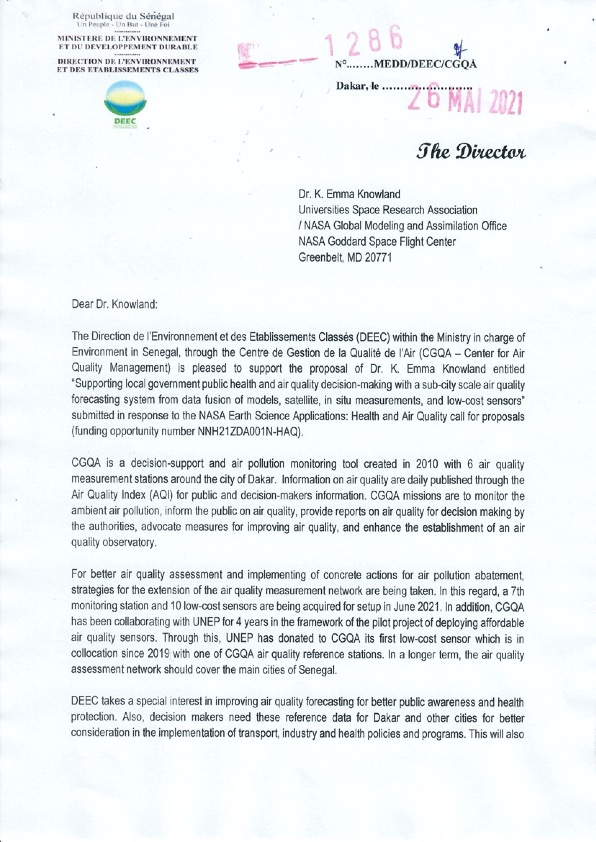 République du Sénégal
Un Peuple - Un But - Une Foi
MINISTERE DE L'ENVIRONNEMENT
ET DU DEVELOPPEMENT DURABLE
DIRECTION DE L'ENVIRONNEMENT
ET DES ETABLISSEMENTS CLASSES
DEEC
1286
N°........MEDD/DEEC/CGQA
Dakar, le ..........................
26 MAI 2021
The Director
Dr. K. Emma Knowland
Universities Space Research Association
/ NASA Global Modeling and Assimilation Office
NASA Goddard Space Flight Center
Greenbelt, MD 20771
Dear Dr. Knowland:
The Direction de l'Environnement et des Etablissements Classés (DEEC) within the Ministry in charge of
Environment in Senegal, through the Centre de Gestion de la Qualité de l'Air (CGQA – Center for Air
Quality Management) is pleased to support the proposal of Dr. K. Emma Knowland entitled
"Supporting local government public health and air quality decision-making with a sub-city scale air quality
forecasting system from data fusion of models, satellite, in situ measurements, and low-cost sensors"
submitted in response to the NASA Earth Science Applications: Health and Air Quality call for proposals
(funding opportunity number NNH21ZDA001N-HAQ).
CGQA is a decision-support and air pollution monitoring tool created in 2010 with 6 air quality
measurement stations around the city of Dakar. Information on air quality are daily published through the
Air Quality Index (AQI) for public and decision-makers information. CGQA missions are to monitor the
ambient air pollution, inform the public on air quality, provide reports on air quality for decision making by
the authorities, advocate measures for improving air quality, and enhance the establishment of an air
quality observatory.
For better air quality assessment and implementing of concrete actions for air pollution abatement,
strategies for the extension of the air quality measurement network are being taken. In this regard, a 7th
monitoring station and 10 low-cost sensors are being acquired for setup in June 2021. In addition, CGQA
has been collaborating with UNEP for 4 years in the framework of the pilot project of deploying affordable
air quality sensors. Through this, UNEP has donated to CGQA its first low-cost sensor which is in
collocation since 2019 with one of CGQA air quality reference stations. In a longer term, the air quality
assessment network should cover the main cities of Senegal.
DEEC takes a special interest in improving air quality forecasting for better public awareness and health
protection. Also, decision makers need these reference data for Dakar and other cities for better
consideration in the implementation of transport, industry and health policies and programs. This will also